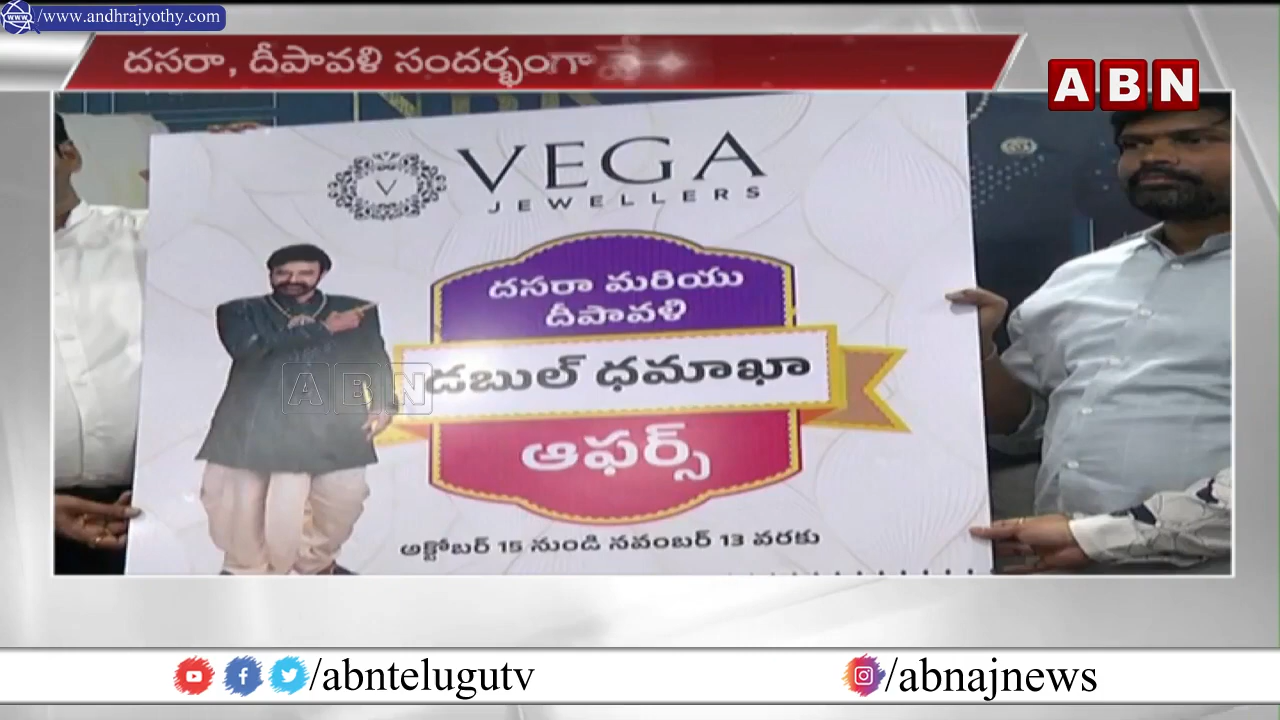 /www.andhrajyothy.com
దసరా, దీపావళి సందర్భంగా
ABN
VEGA
JEWELLERS
V
దసరా మరియు
దీపావళి
డబుల్ ధమాఖా
ABN
ఆఫర్స్
అక్టోబర్ 15 నుండి నవంబర్ 13 వరకు
/abntelugutv
/abnajnews